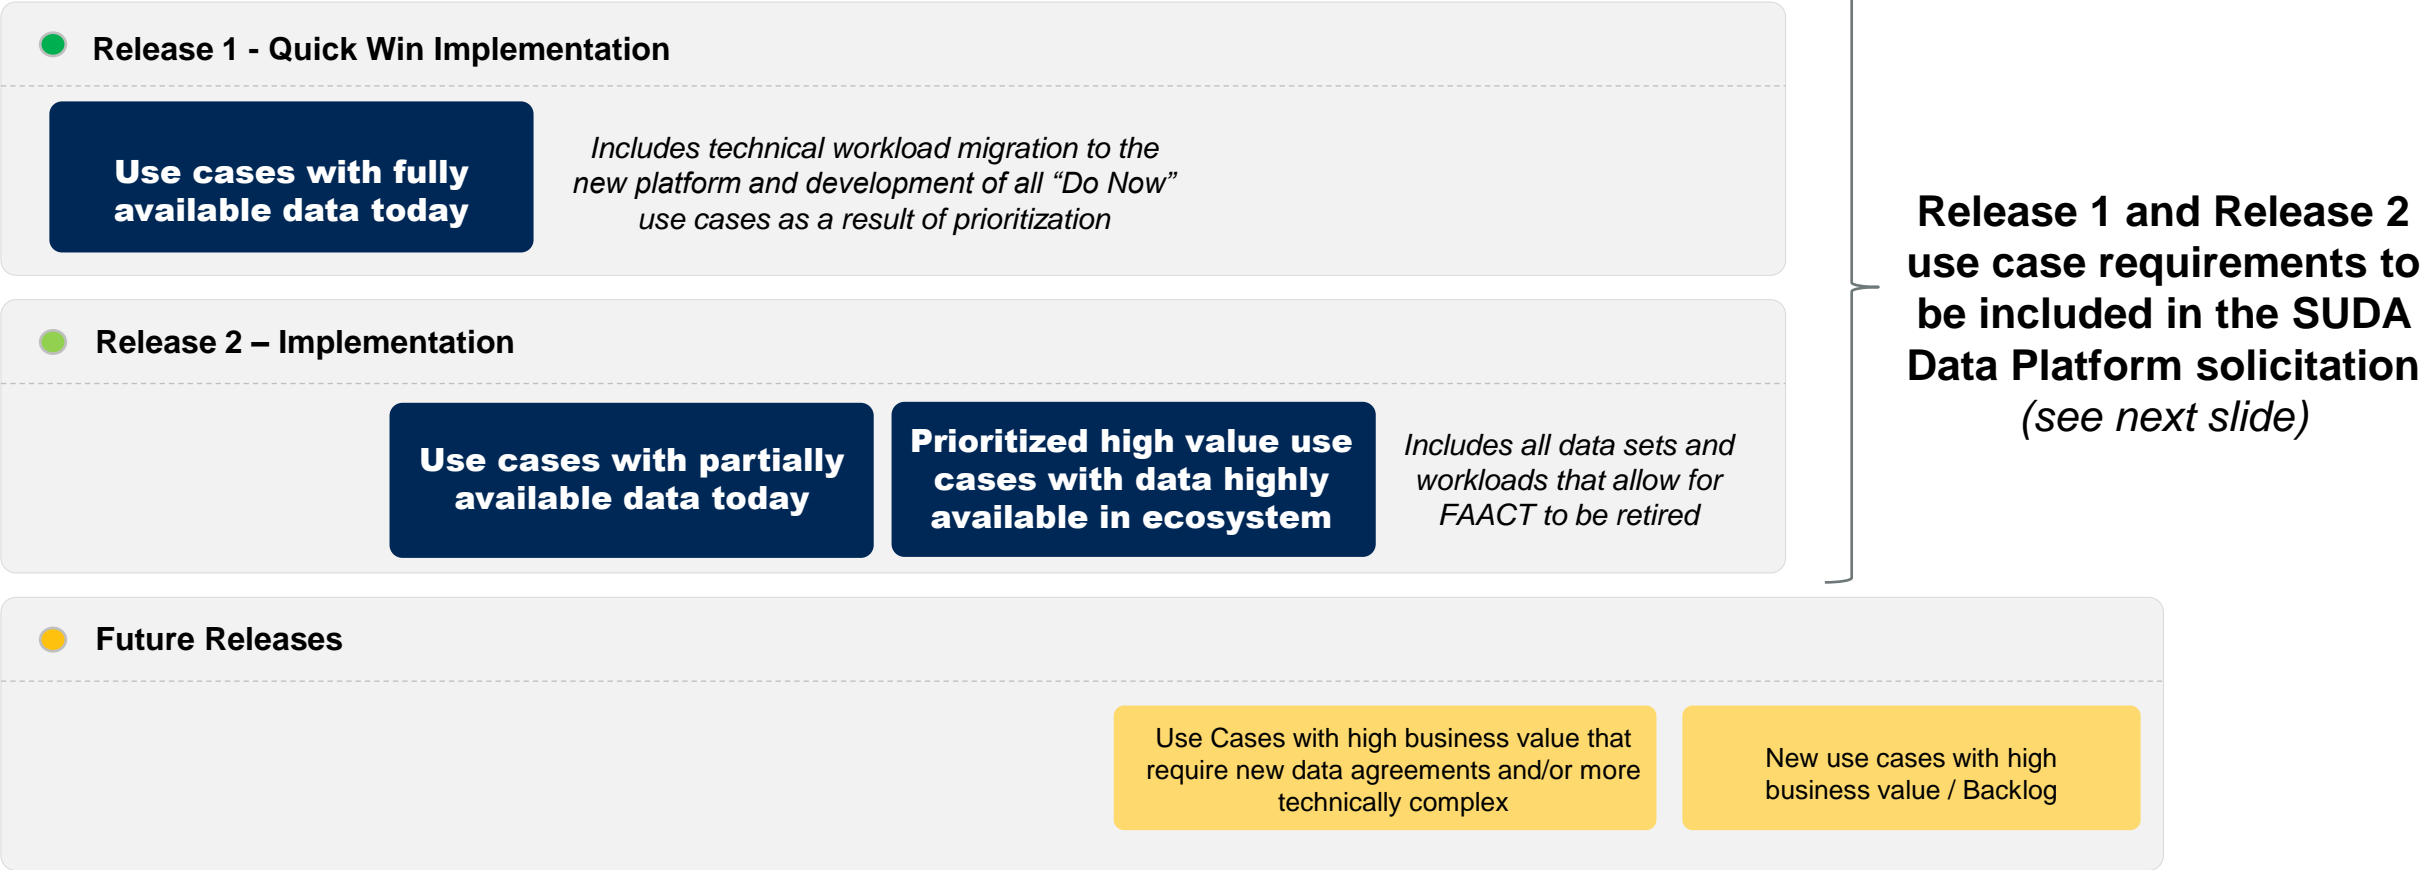 Release 1 - Quick Win Implementation
Use cases with fully
available data today
Includes technical workload migration to the
new platform and development of all “Do Now”
use cases as a result of prioritization
Release 2 – Implementation
Use cases with partially
available data today
Prioritized high value use
cases with data highly
available in ecosystem
Includes all data sets and
workloads that allow for
FAACT to be retired
Release 1 and Release 2
use case requirements to
be included in the SUDA
Data Platform solicitation
(see next slide)
Future Releases
Use Cases with high business value that
require new data agreements and/or more
technically complex
New use cases with high
business value / Backlog